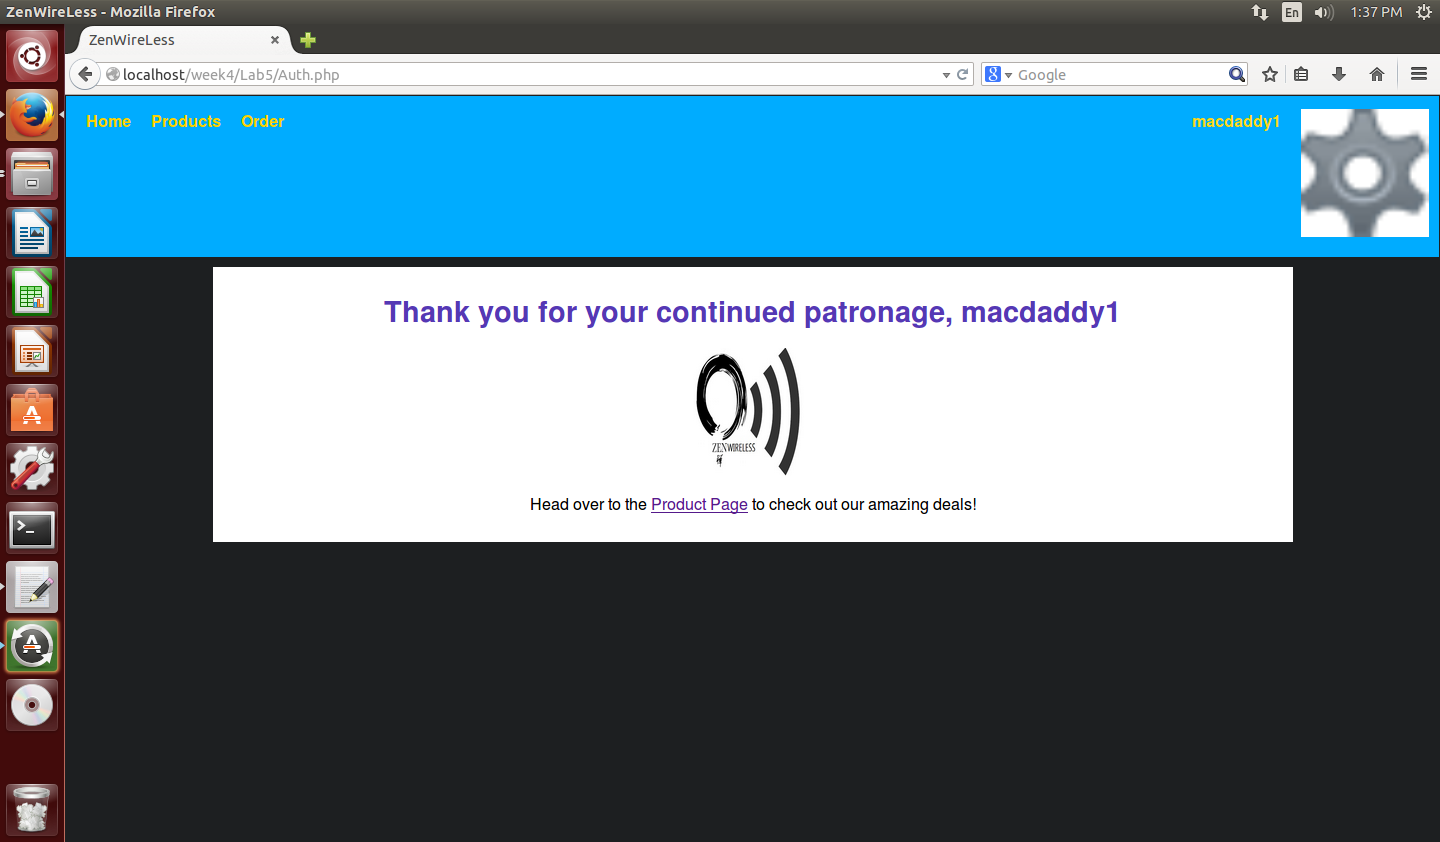 ZenWireLess - Mozilla Firefox
En
1:37 PM
ZenWireLess
localhost/week4/Lab5/Auth.php
Google
Home Products Order
macdaddy1
Thank you for your continued patronage, macdaddy1
ZENWIRELESS
Head over to the Product Page to check out our amazing deals!